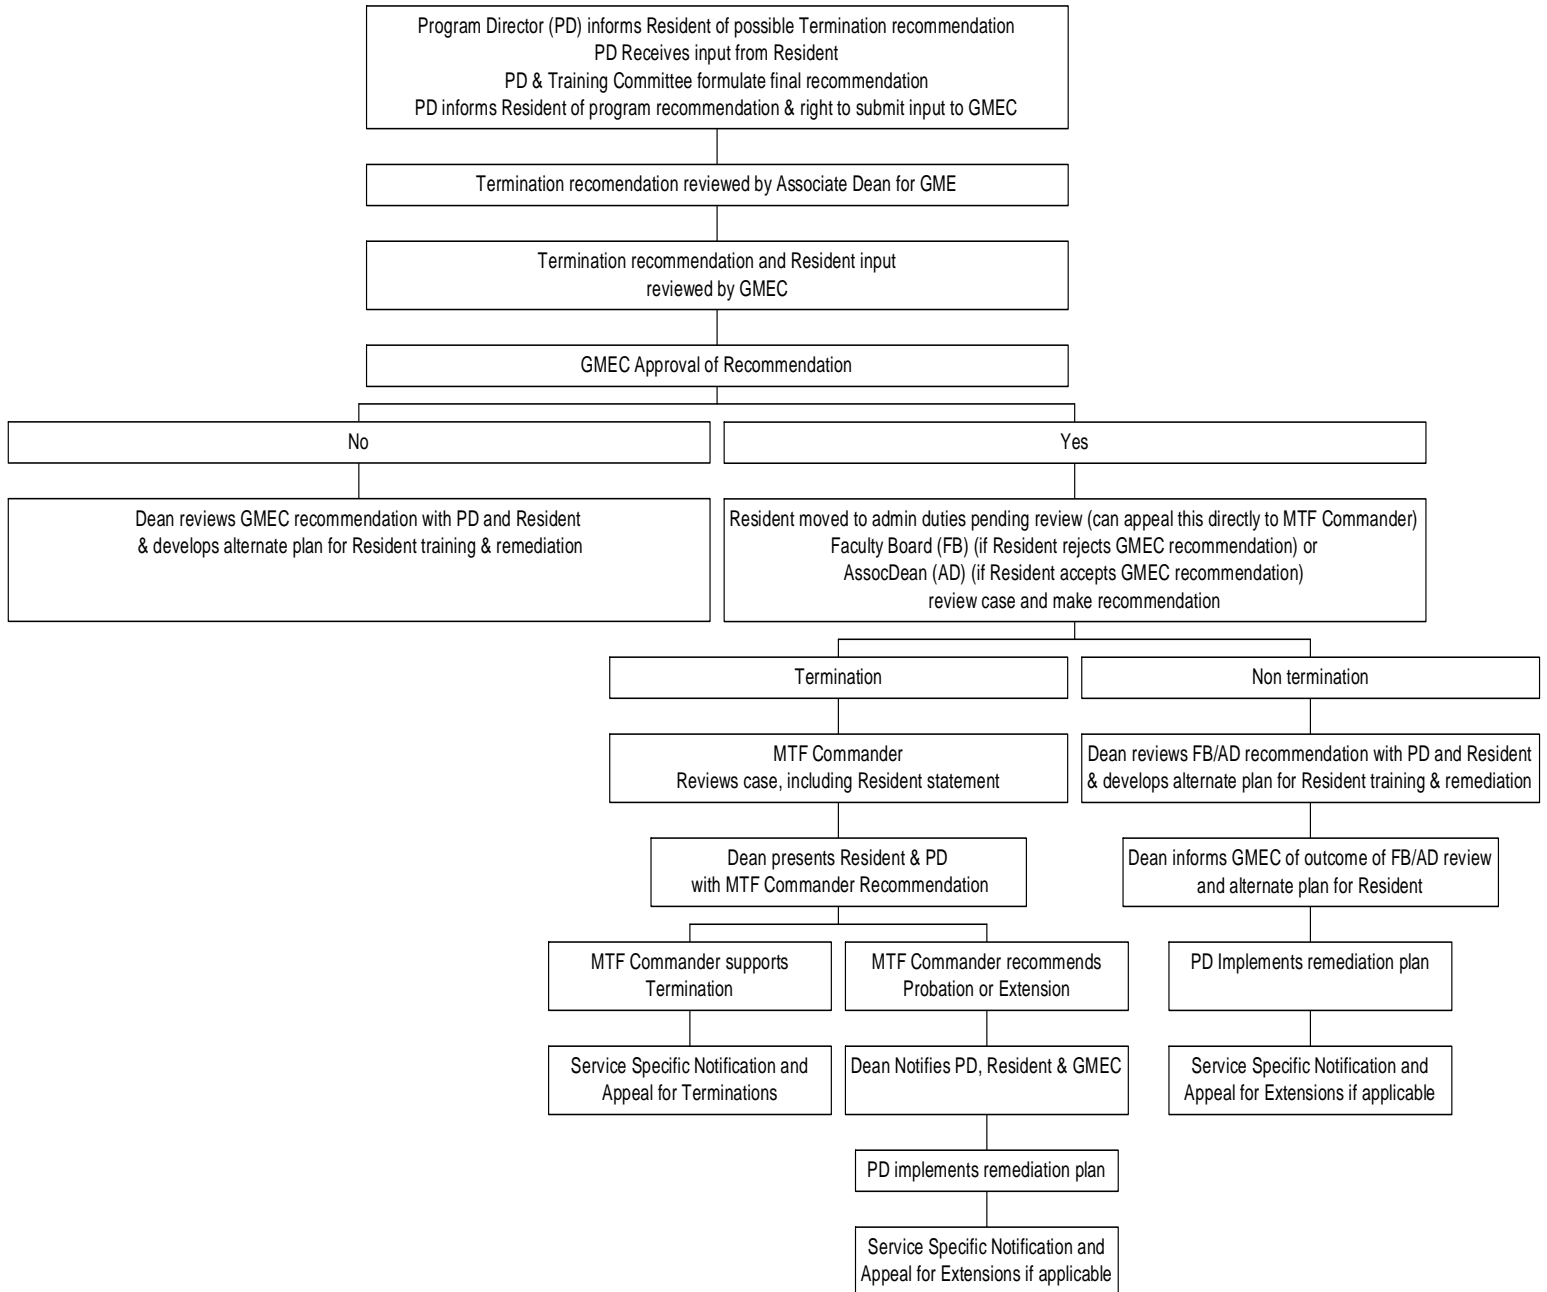 Program Director (PD) informs Resident of possible Termination recommendation
PD Receives input from Resident
PD & Training Committee formulate final recommendation
PD informs Resident of program recommendation & right to submit input to GMEC
Termination recomendation reviewed by Associate Dean for GME
Termination recommendation and Resident input
reviewed by GMEC
GMEC Approval of Recommendation
No
Yes
Dean reviews GMEC recommendation with PD and Resident
& develops alternate plan for Resident training & remediation
Resident moved to admin duties pending review (can appeal this directly to MTF Commander)
Faculty Board (FB) (if Resident rejects GMEC recommendation) or
AssocDean (AD) (if Resident accepts GMEC recommendation)
review case and make recommendation
Termination
Non termination
MTF Commander
Reviews case, including Resident statement
Dean reviews FB/AD recommendation with PD and Resident
& develops alternate plan for Resident training & remediation
Dean presents Resident & PD
with MTF Commander Recommendation
Dean informs GMEC of outcome of FB/AD review
and alternate plan for Resident
MTF Commander supports
Termination
MTF Commander recommends
Probation or Extension
PD Implements remediation plan
Service Specific Notification and
Appeal for Terminations
Dean Notifies PD, Resident & GMEC
Service Specific Notification and
Appeal for Extensions if applicable
PD implements remediation plan
Service Specific Notification and
Appeal for Extensions if applicable